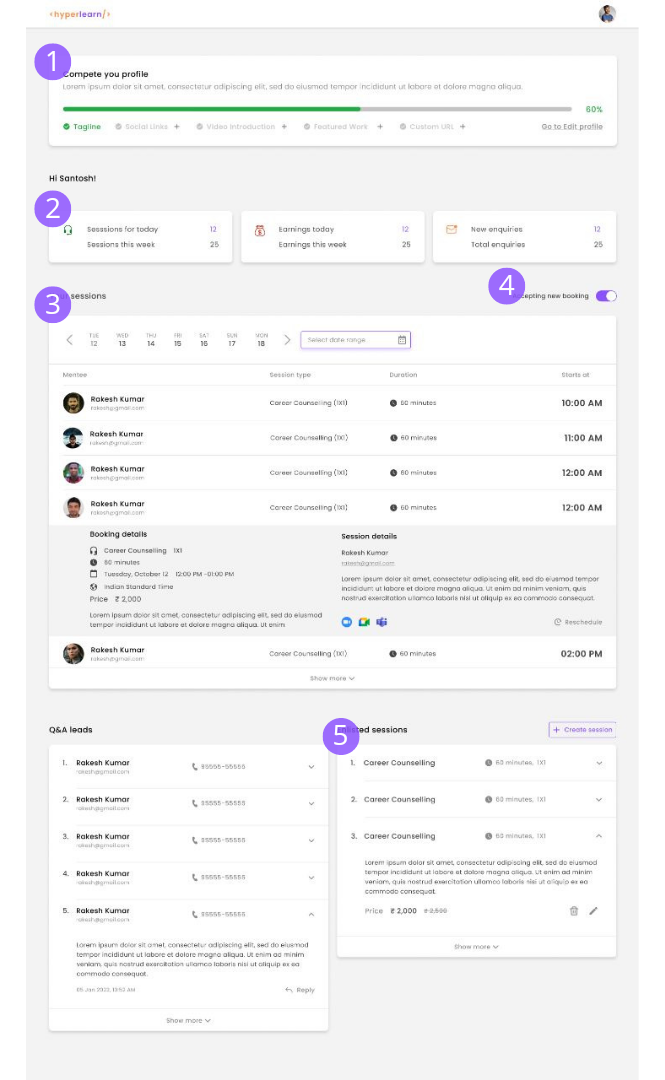 <hyperlearn/>
1
Compete you profile
Lorem ipsum dolor sit amet, consectetur adipiscing elit, sed do eiusmod tempor incididunt ut labore et dolore magna aliqua.
60%
Tagline Social Links + Video Introduction + Featured Work + Custom URL + Go to Edit profile
Hi Santosh!
2
Sesssions for today 12 Earnings today 12 New enquiries 12
Sessions this week 25 Earnings this week 25 Total enquiries 25
3 sessions 4 cepting new booking
TUE WED THU FRI SAT SUN MON
12 13 14 15 16 17 18 Select date range
Mentee Session type Duration Starts at
Rakesh Kumar Career Counselling (1X1) 60 minutes 10:00 AM
rakesh@gmail.com
Rakesh Kumar Career Counselling (1X1) 60 minutes 11:00 AM
rakesh@gmail.com
Rakesh Kumar Career Counselling (1X1) 60 minutes 12:00 AM
rakesh@gmail.com
Rakesh Kumar Career Counselling (1X1) 60 minutes 12:00 AM
rakesh@gmail.com
Booking details Session details
Career Counselling 1X1 Rakesh Kumar
60 minutes rakesh@gmail.com
Tuesday, October 12 12:00 PM -01:00 PM
Indian Standard Time
Price ₹ 2,000
Lorem ipsum dolor sit amet, consectetur adipiscing elit, sed do eiusmod
tempor incididunt ut labore et dolore magna aliqua. Ut enim
Lorem ipsum dolor sit amet, consectetur adipiscing elit, sed do eiusmod tempor
incididunt ut labore et dolore magna aliqua. Ut enim ad minim veniam, quis
nostrud exercitation ullamco laboris nisi ut aliquip ex ea commodo consequat.
Reschedule
Rakesh Kumar Career Counselling (1X1) 60 minutes 02:00 PM
rakesh@gmail.com
Show more
Q&A leads
1. Rakesh Kumar 95555-55555
rakesh@gmail.com
2. Rakesh Kumar 95555-55555
rakesh@gmail.com
3. Rakesh Kumar 95555-55555
rakesh@gmail.com
4. Rakesh Kumar 95555-55555
rakesh@gmail.com
5. Rakesh Kumar 95555-55555
rakesh@gmail.com
Lorem ipsum dolor sit amet, consectetur adipiscing elit, sed do eiusmod
tempor incididunt ut labore et dolore magna aliqua. Ut enim ad minim
veniam, quis nostrud exercitation ullamco laboris nisi ut aliquip ex ea
commodo consequat.
05 Jan 2022, 10:50 AM Reply
Show more
5 sted sessions + Create session
1. Career Counselling 60 minutes, 1X1
2. Career Counselling 60 minutes, 1X1
3. Career Counselling 60 minutes, 1X1
Lorem ipsum dolor sit amet, consectetur adipiscing elit, sed do eiusmod
tempor incididunt ut labore et dolore magna aliqua. Ut enim ad minim
veniam, quis nostrud exercitation ullamco laboris nisi ut aliquip ex ea
commodo consequat.
Price ₹ 2,000 ₹ 2,500
Show more